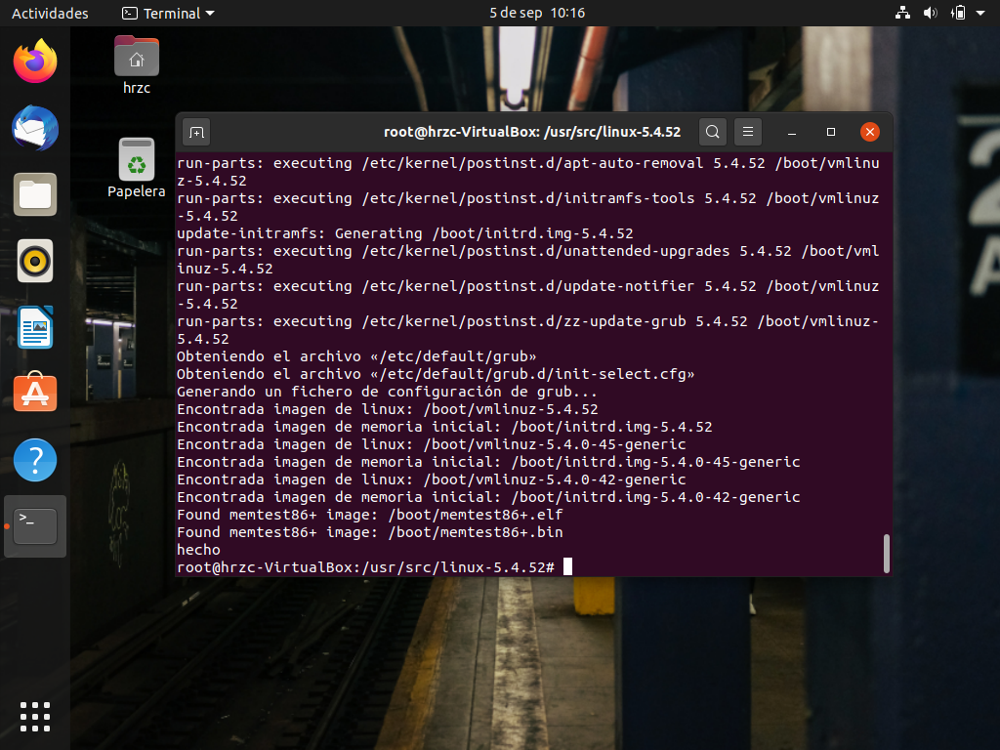 Actividades
Terminal
5 de sep 10:16
hrzc
Papelera
root@hrzc-VirtualBox: /usr/src/linux-5.4.52
run-parts: executing /etc/kernel/postinst.d/apt-auto-removal 5.4.52 /boot/vmlinu
z-5.4.52
run-parts: executing /etc/kernel/postinst.d/initramfs-tools 5.4.52 /boot/vmlinuz
-5.4.52
update-initramfs: Generating /boot/initrd.img-5.4.52
run-parts: executing /etc/kernel/postinst.d/unattended-upgrades 5.4.52 /boot/vml
inuz-5.4.52
run-parts: executing /etc/kernel/postinst.d/update-notifier 5.4.52 /boot/vmlinuz
-5.4.52
run-parts: executing /etc/kernel/postinst.d/zz-update-grub 5.4.52 /boot/vmlinuz-
5.4.52
Obteniendo el archivo «/etc/default/grub»
Obteniendo el archivo «/etc/default/grub.d/init-select.cfg»
Generando un fichero de configuración de grub...
Encontrada imagen de linux: /boot/vmlinuz-5.4.52
Encontrada imagen de memoria inicial: /boot/initrd.img-5.4.52
Encontrada imagen de linux: /boot/vmlinuz-5.4.0-45-generic
Encontrada imagen de memoria inicial: /boot/initrd.img-5.4.0-45-generic
Encontrada imagen de linux: /boot/vmlinuz-5.4.0-42-generic
Encontrada imagen de memoria inicial: /boot/initrd.img-5.4.0-42-generic
Found memtest86+ image: /boot/memtest86+.elf
Found memtest86+ image: /boot/memtest86+.bin
hecho
root@hrzc-VirtualBox:/usr/src/linux-5.4.52#